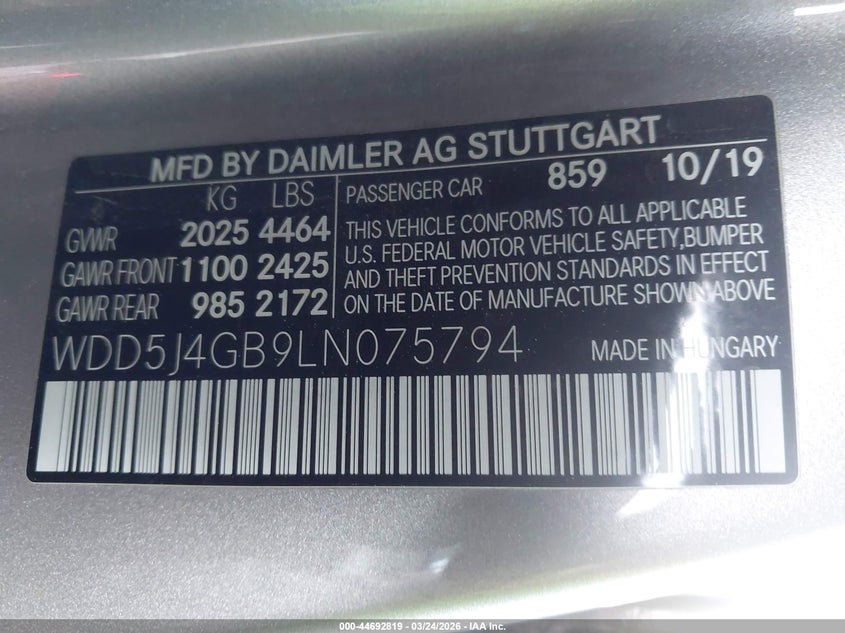 MFD BY DAIMLER AG STUTTGART
KG LBS
GVWR 2025 4464
GAWR FRONT 1100 2425
GAWR REAR 985 2172
PASSENGER CAR 859 10/19
THIS VEHICLE CONFORMS TO ALL APPLICABLE
U.S. FEDERAL MOTOR VEHICLE SAFETY,BUMPER
AND THEFT PREVENTION STANDARDS IN EFFECT
ON THE DATE OF MANUFACTURE SHOWN ABOVE
WDD5J4GB9LN075794 MADE IN HUNGARY
000-44692819 - 03/24/2026 - IAA Inc.